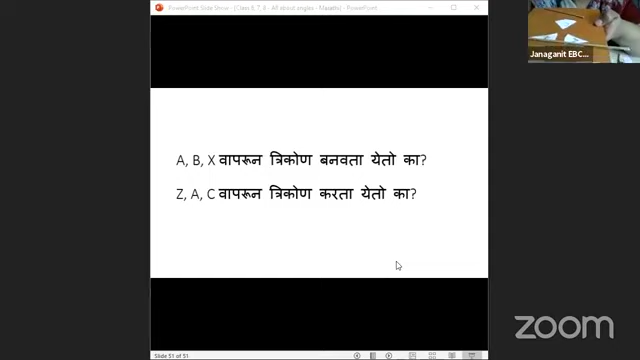 PowerPoint Slide Show - [Class 6, 7, 8 - All about angles - Marathi] - PowerPoint
Janaganit EBC...
A, B, X वापरून त्रिकोण बनवता येतो का?
Z, A, C वापरून त्रिकोण करता येतो का?
zoom
Slide 51 of 51